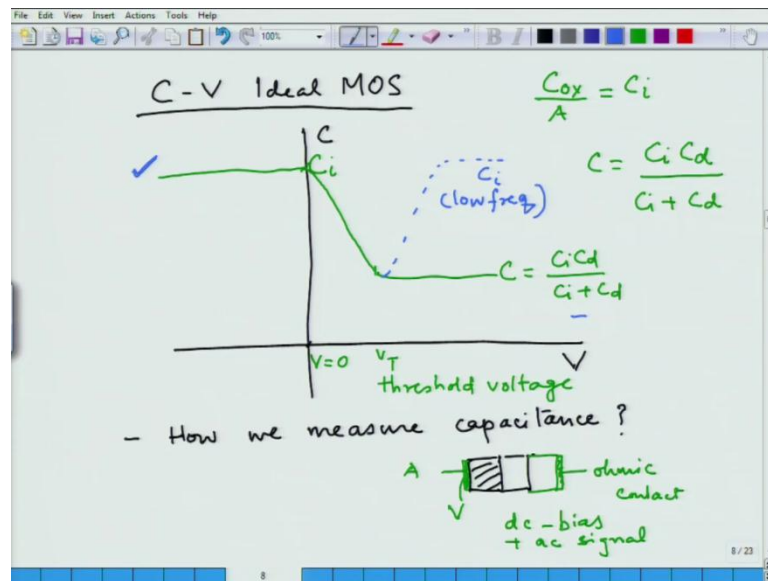 File Edit View Insert Actions Tools Help
100%
B I
C-V Ideal MOS
Cox/A = Ci
C
Ci
C = CiCd/(Ci + Cd)
Ci
(low freq)
C = CiCd/(Ci + Cd)
V=0
VT
V
threshold voltage
- How we measure capacitance?
A
ohmic
contact
V
dc-bias
+ ac signal
8/23
8